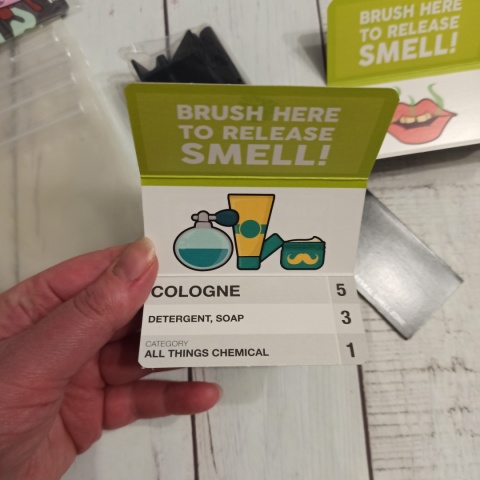 BRUSH HERE
TO RELEASE
SMELL!
BRUSH HERE
TO RELEASE
SMELL!
COLOGNE 5
DETERGENT, SOAP 3
CATEGORY
ALL THINGS CHEMICAL 1